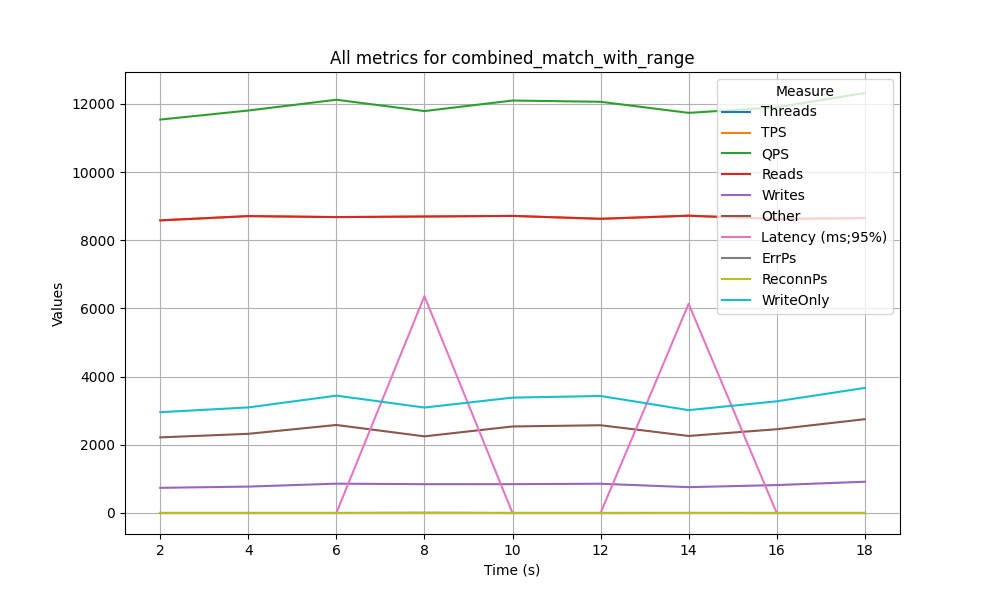 All metrics for combined_match_with_range
Values
12000
10000
8000
6000
4000
2000
0
Measure
Threads
TPS
QPS
Reads
Writes
Other
Latency (ms;95%)
ErrPs
ReconnPs
WriteOnly
2 4 6 8 10 12 14 16 18
Time (s)